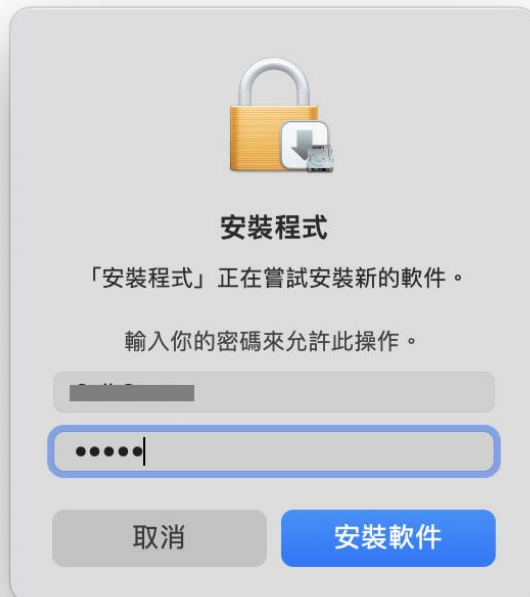 安裝程式
「安裝程式」正在嘗試安裝新的軟件。
輸入你的密碼來允許此操作。
•••••
取消
安裝軟件